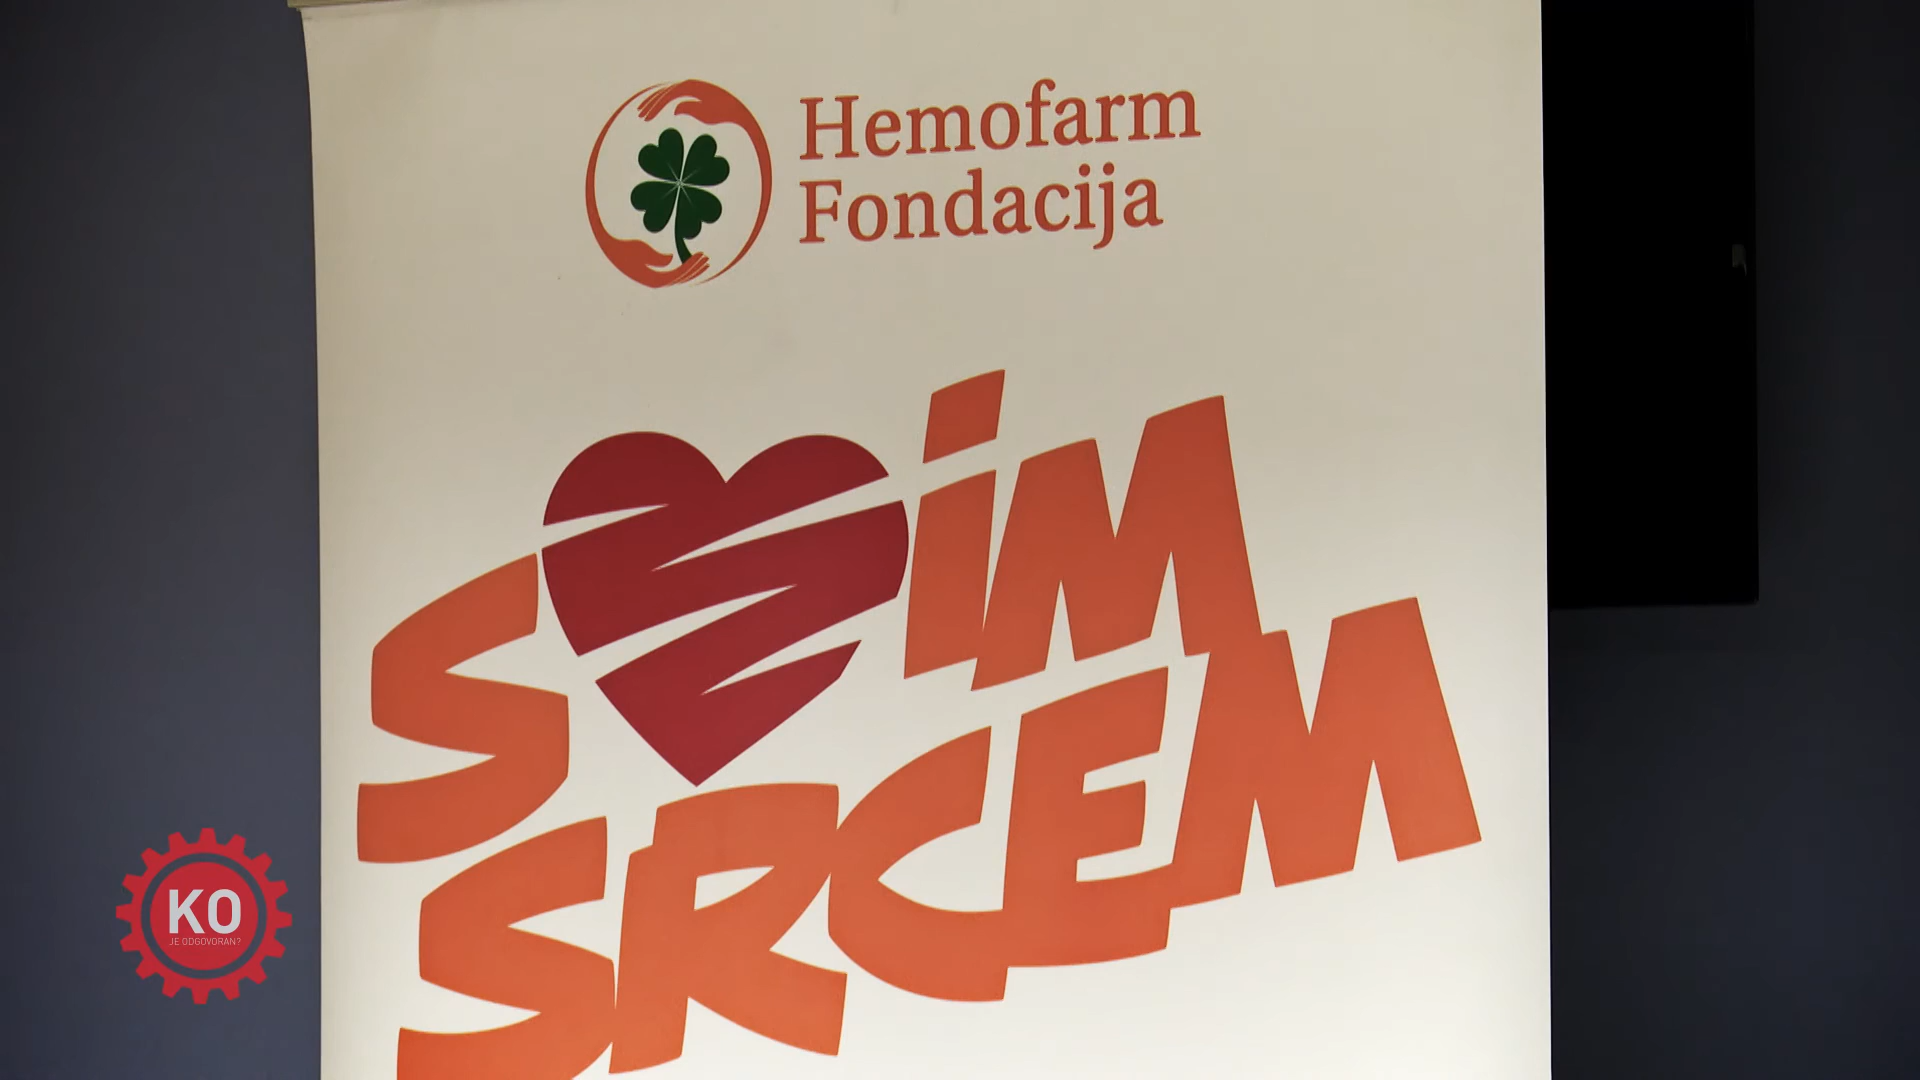 Hemofarm
Fondacija
SVIM
SRCEM
KO
JE ODGOVORAN?